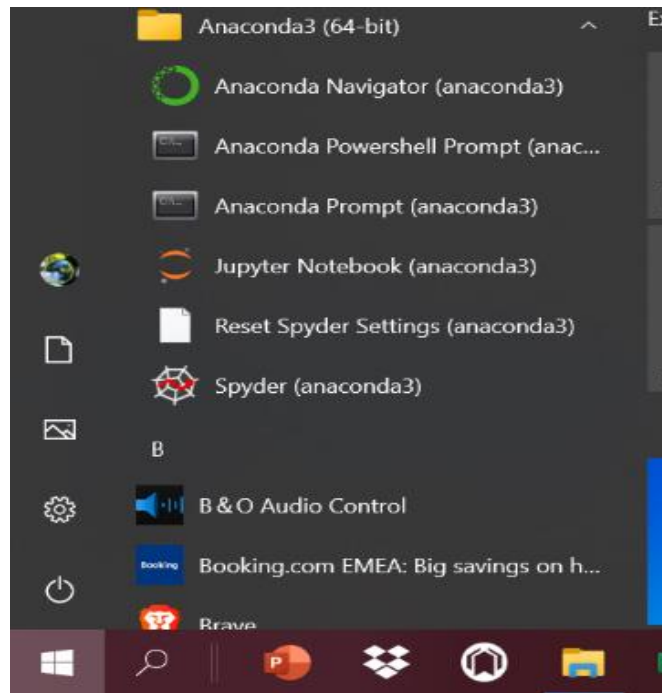 Anaconda3 (64-bit)
Anaconda Navigator (anaconda3)
Anaconda Powershell Prompt (anac...
Anaconda Prompt (anaconda3)
Jupyter Notebook (anaconda3)
Reset Spyder Settings (anaconda3)
Spyder (anaconda3)
B
B&O Audio Control
Booking
Booking.com EMEA: Big savings on h...
Brave
P